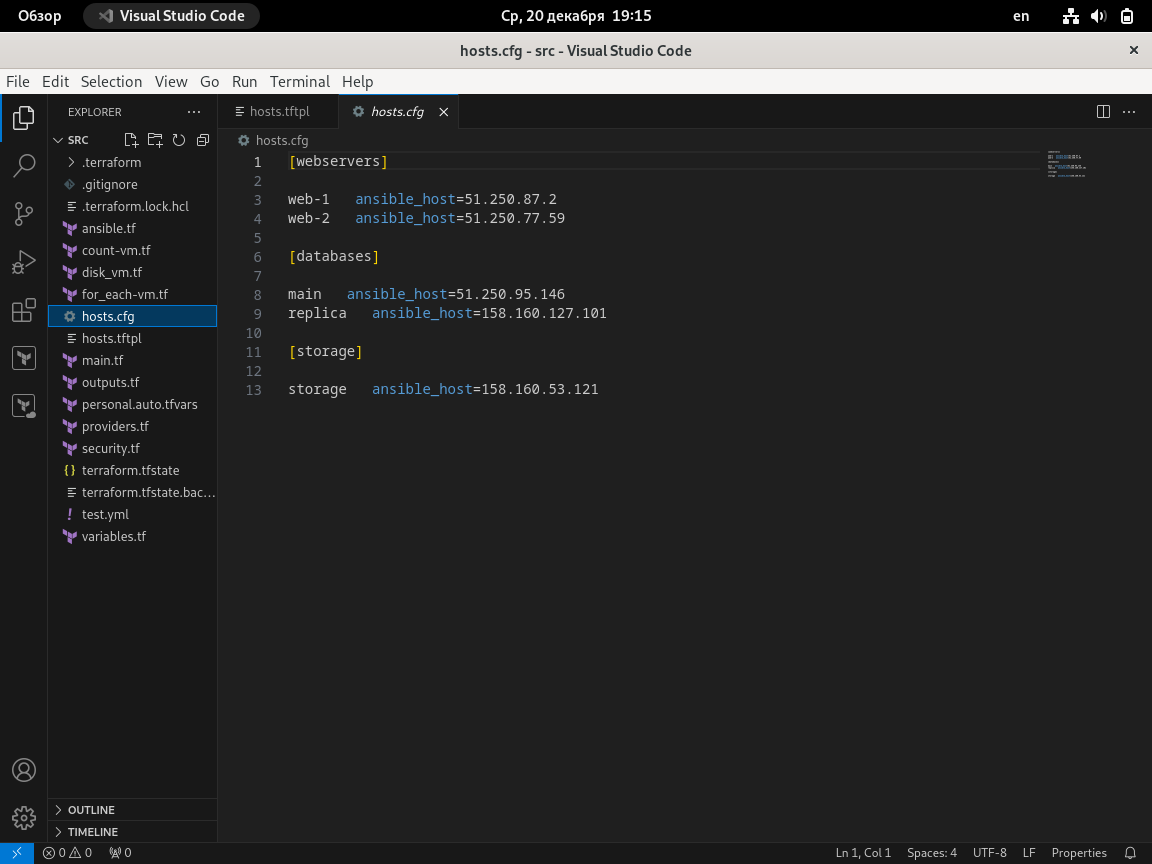 Обзор Visual Studio Code Ср, 20 декабря 19:15 en
hosts.cfg - src - Visual Studio Code
File Edit Selection View Go Run Terminal Help
EXPLORER
SRC
.terraform
.gitignore
.terraform.lock.hcl
ansible.tf
count-vm.tf
disk_vm.tf
for_each-vm.tf
hosts.cfg
hosts.tftpl
main.tf
outputs.tf
personal.auto.tfvars
providers.tf
security.tf
terraform.tfstate
terraform.tfstate.bac...
test.yml
variables.tf
OUTLINE
TIMELINE
hosts.tftpl hosts.cfg
hosts.cfg
1 [webservers]
2
3 web-1 ansible_host=51.250.87.2
4 web-2 ansible_host=51.250.77.59
5
6 [databases]
7
8 main ansible_host=51.250.95.146
9 replica ansible_host=158.160.127.101
10
11 [storage]
12
13 storage ansible_host=158.160.53.121
0 0 0 Ln 1, Col 1 Spaces: 4 UTF-8 LF Properties